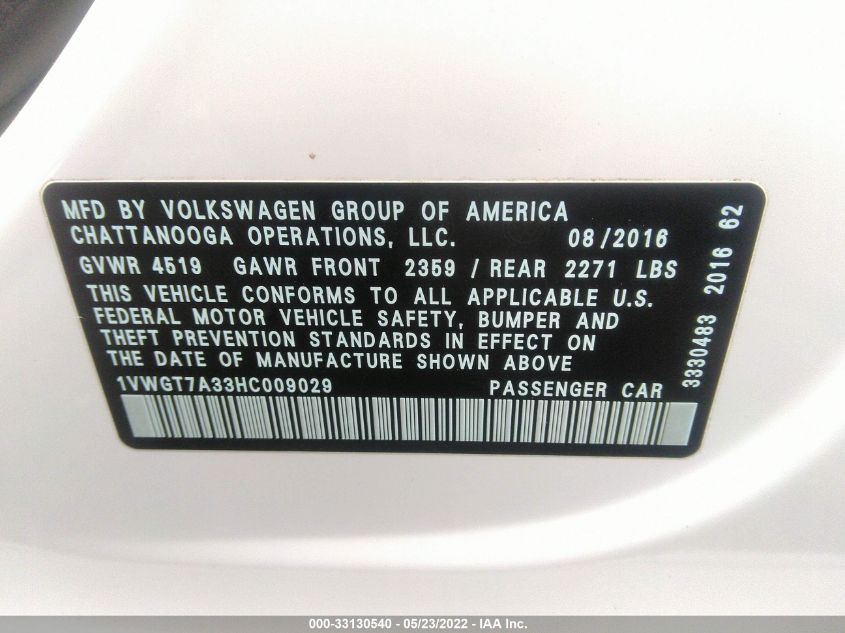 MFD BY VOLKSWAGEN GROUP OF AMERICA
CHATTANOOGA OPERATIONS, LLC. 08/2016
GVWR 4519 GAWR FRONT 2359 / REAR 2271 LBS
THIS VEHICLE CONFORMS TO ALL APPLICABLE U.S.
FEDERAL MOTOR VEHICLE SAFETY, BUMPER AND
THEFT PREVENTION STANDARDS IN EFFECT ON
THE DATE OF MANUFACTURE SHOWN ABOVE
1VWGT7A33HC009029 PASSENGER CAR
3330483 2016 62
000-33130540 - 05/23/2022 - IAA Inc.